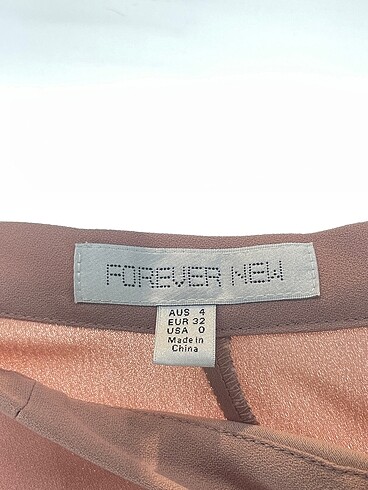 FOREVER NEW
AUS 4
EUR 32
USA 0
Made in
China